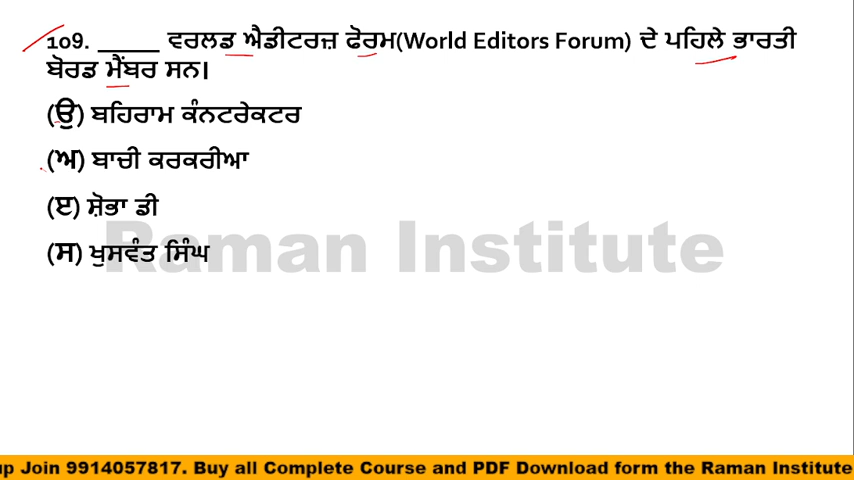 109. _____ ਵਰਲਡ ਐਡੀਟਰਜ਼ ਫੋਰਮ(World Editors Forum) ਦੇ ਪਹਿਲੇ ਭਾਰਤੀ
ਬੋਰਡ ਮੈਂਬਰ ਸਨ।
(ੳ) ਬਹਿਰਾਮ ਕੰਨਟਰੇਕਟਰ
(ਅ) ਬਾਚੀ ਕਰਕਰੀਆ
(ੲ) ਸ਼ੋਭਾ ਡੀ
(ਸ) ਖੁਸਵੰਤ ਸਿੰਘ
Raman Institute
up Join 9914057817. Buy all Complete Course and PDF Download form the Raman Institute